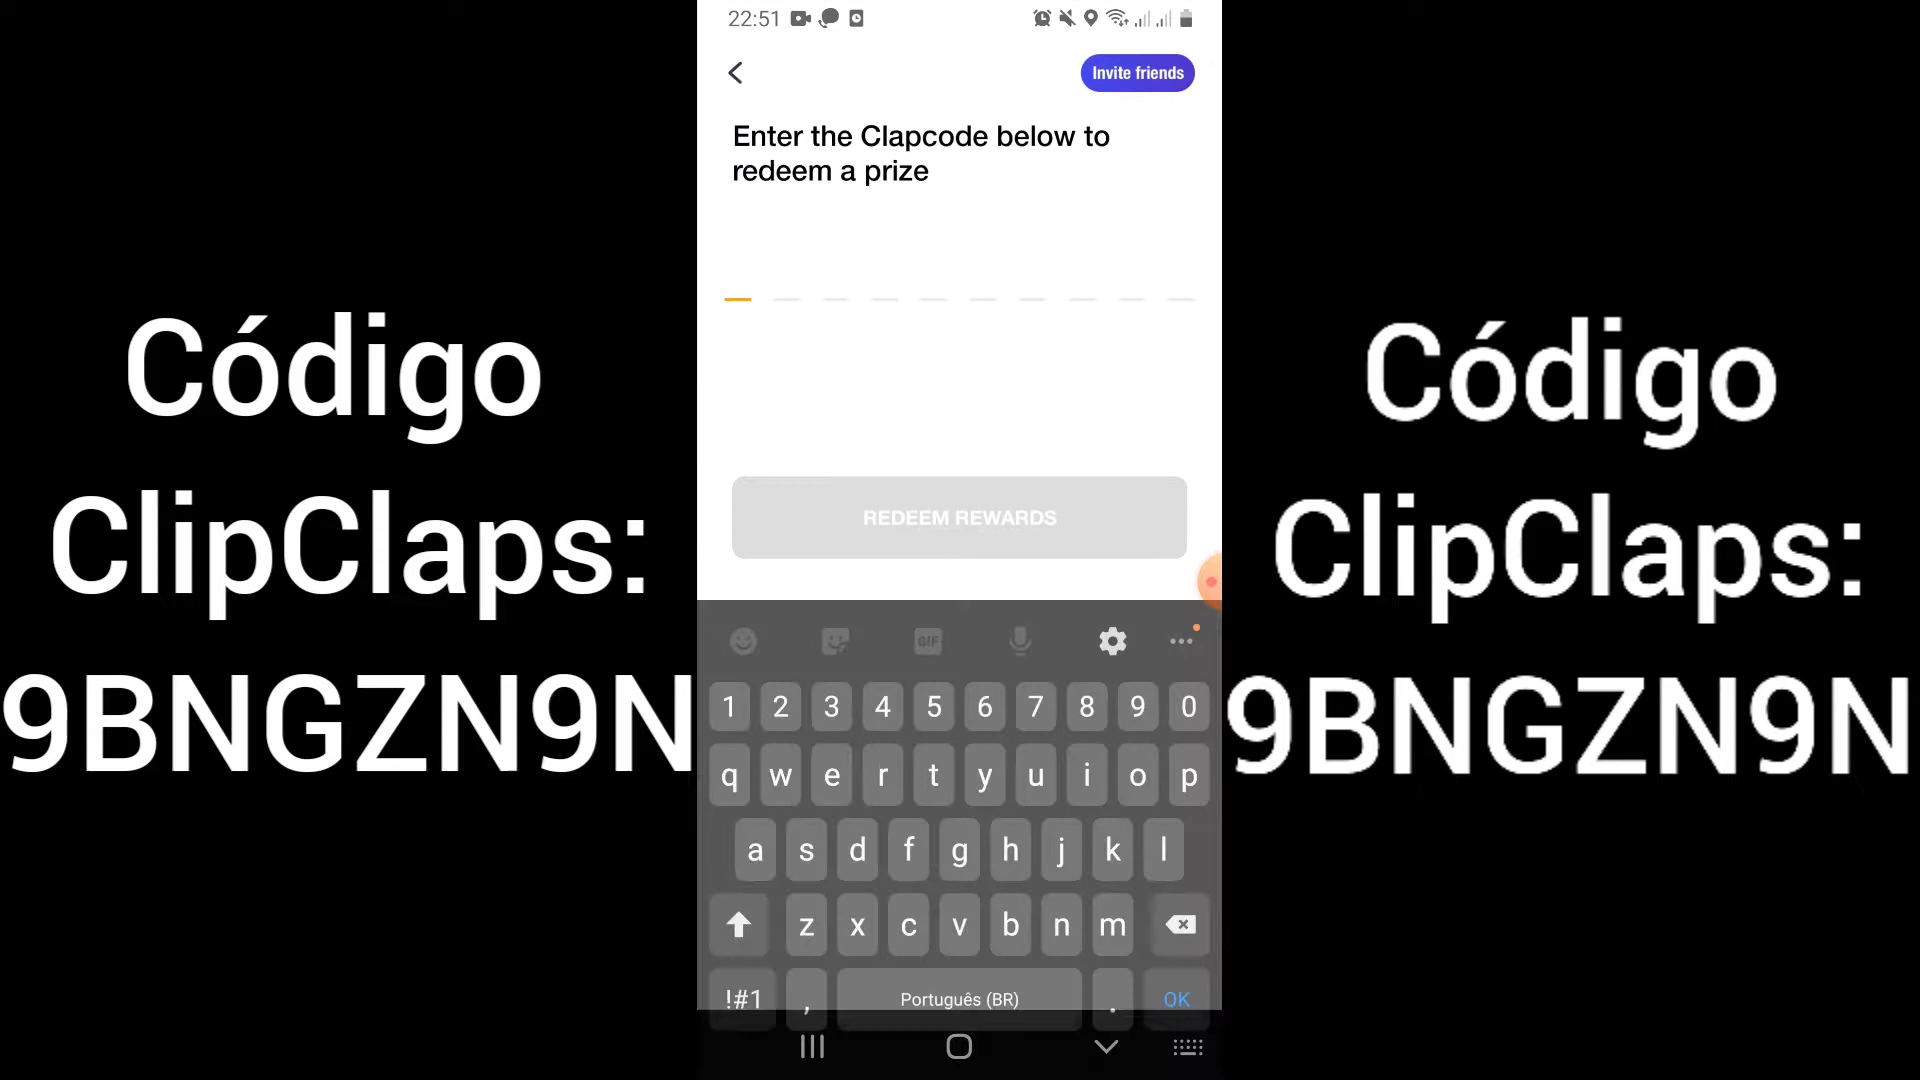 22:51
Invite friends
Enter the Clapcode below to
redeem a prize
REDEEM REWARDS
Código
ClipClaps:
9BNGZN9N
Código
ClipClaps:
9BNGZN9N
GIF
1 2 3 4 5 6 7 8 9 0
q w e r t y u i o p
a s d f g h j k l
z x c v b n m
!#1 , Português (BR) . OK